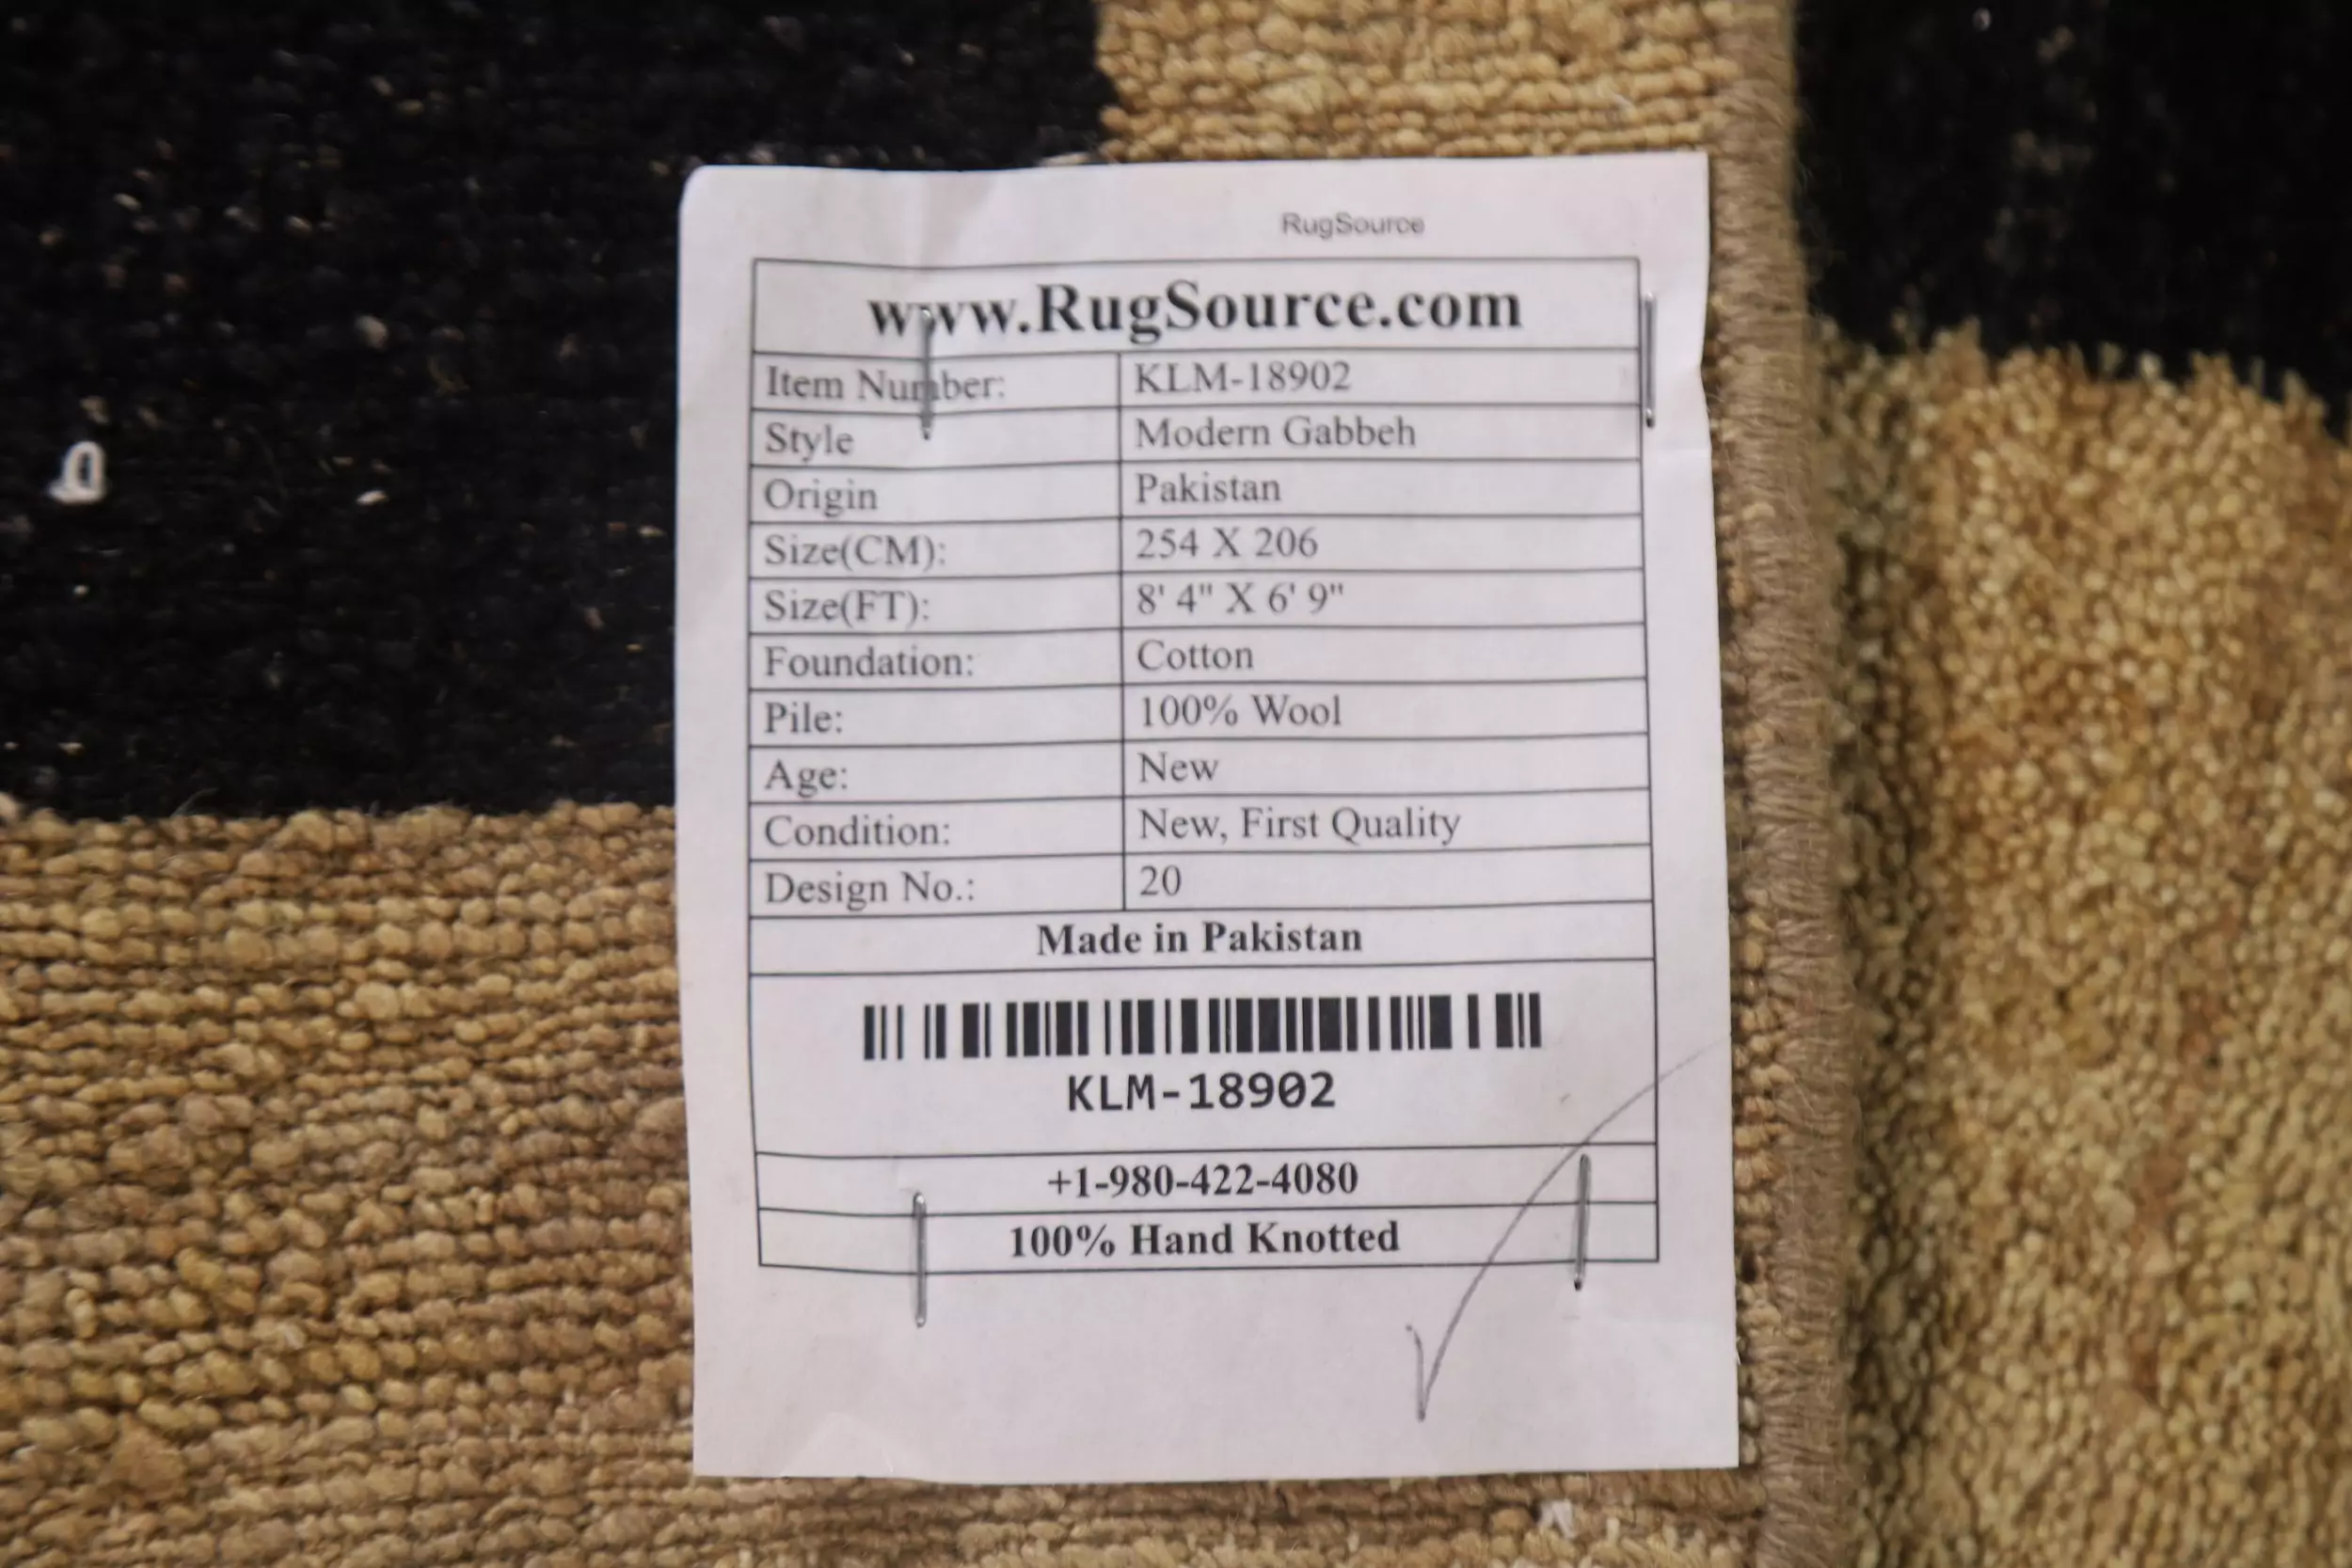 RugSource
www.RugSource.com
Item Number: KLM-18902
Style Modern Gabbeh
Origin Pakistan
Size(CM): 254 X 206
Size(FT): 8' 4" X 6' 9"
Foundation: Cotton
Pile: 100% Wool
Age: New
Condition: New, First Quality
Design No.: 20
Made in Pakistan
KLM-18902
+1-980-422-4080
100% Hand Knotted